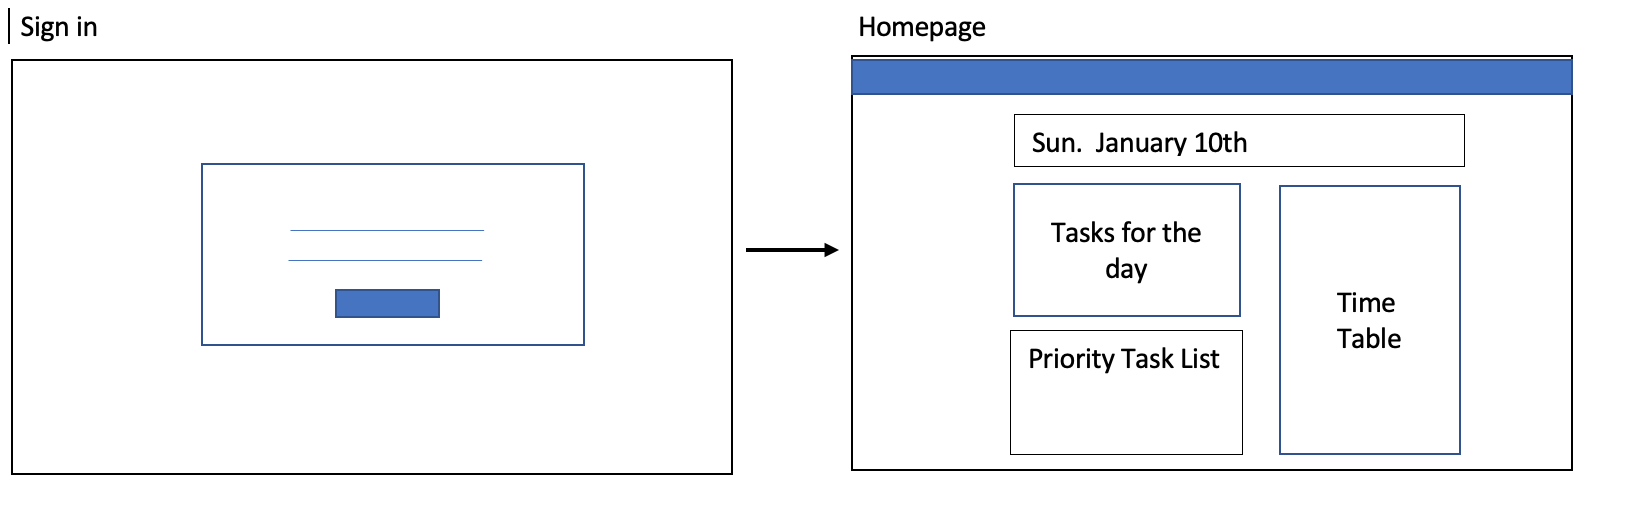 Sign in
Homepage
Sun.  January 10th
Tasks for the
day
Priority Task List
Time
Table